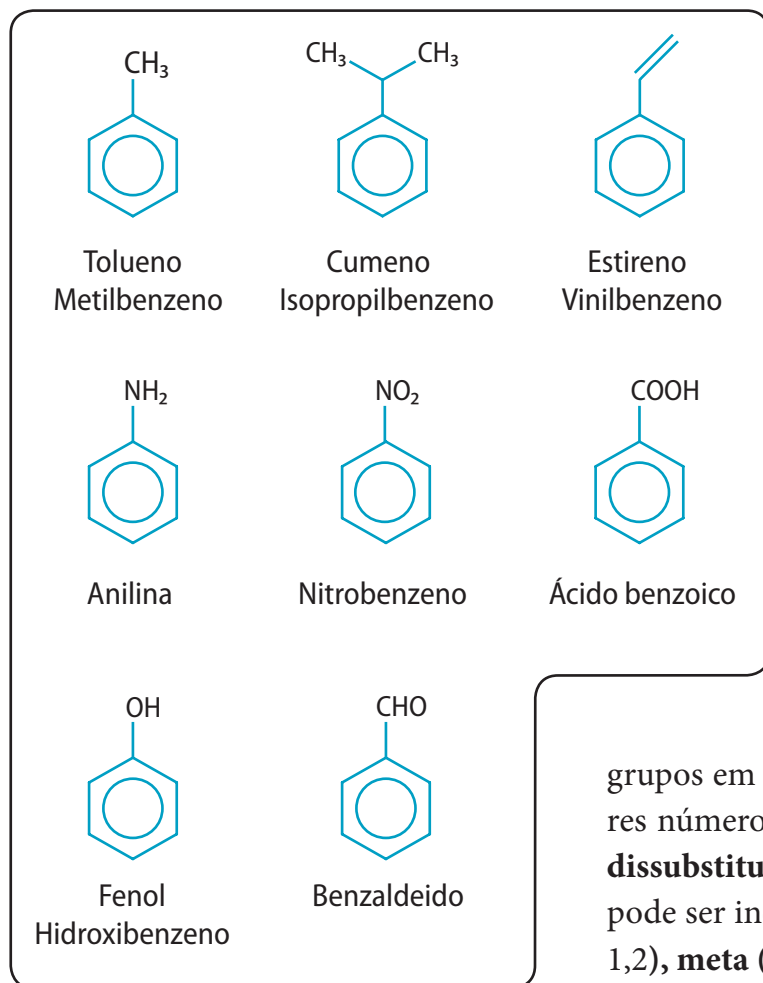 CH₃
CH₃ CH₃
Tolueno
Metilbenzeno
Cumeno
Isopropilbenzeno
Estireno
Vinilbenzeno
NH₂
NO₂
COOH
Anilina
Nitrobenzeno
Ácido benzoico
OH
CHO
Fenol
Hidroxibenzeno
Benzaldeido
grupos em
res número
dissubstitu
pode ser in
1,2), meta (